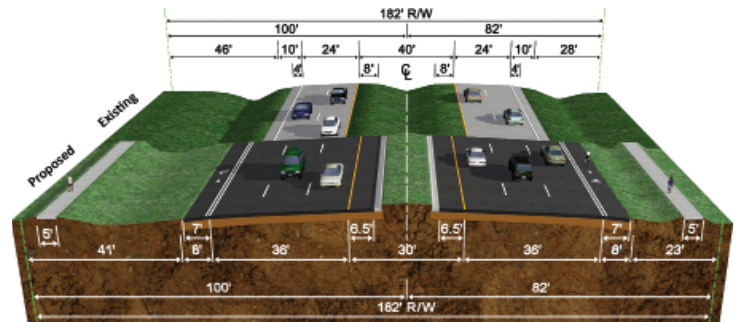 182' R/W
100' 82'
46' 10' 24' 40' 24' 10' 28'
4' 8' ℄ 8' 4'
Existing
Proposed
5' 7' 6.5' 6.5' 7' 5'
41' 8' 36' 30' 36' 8' 23'
100' 82'
182' R/W